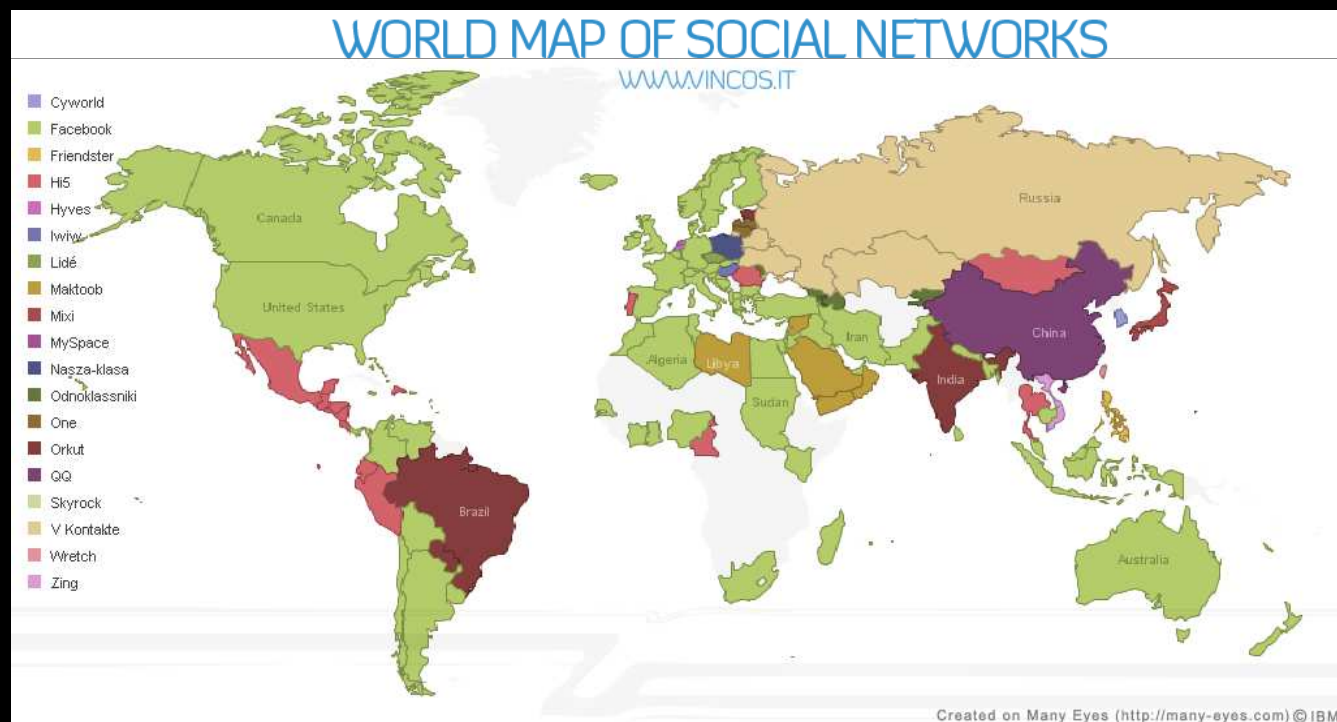 WORLD MAP OF SOCIAL NETWORKS
WWW.VINCOS.IT
Cyworld
Facebook
Friendster
Hi5
Hyves
Iwiw
Lidé
Maktoob
Mixi
MySpace
Nasza-klasa
Odnoklassniki
One
Orkut
QQ
Skyrock
V Kontakte
Wretch
Zing
Canada
United States
Brazil
Algeria
Libya
Sudan
Iran
Russia
China
India
Australia
Created on Many Eyes (http://many-eyes.com) © IBM